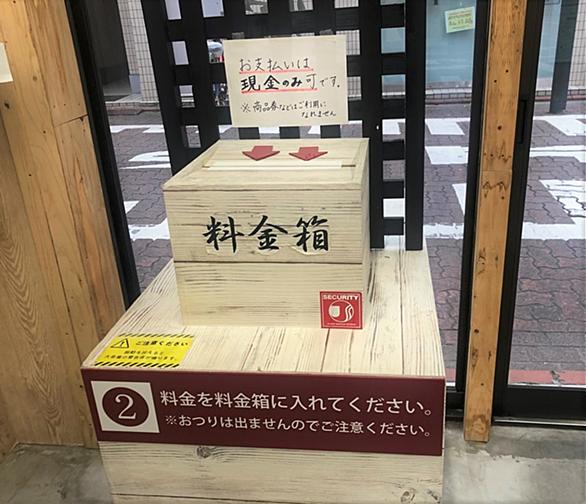 お支払いは
現金のみ可です。
※商品券などはご利用に
なれません
料金箱
SECURITY
ご注意ください
2
料金を料金箱に入れてください。
※おつりは出ませんのでご注意ください。